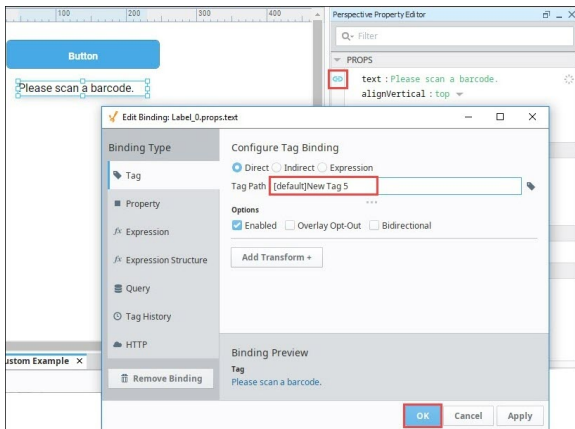 100 200 300 400
Button
Please scan a barcode.
Perspective Property Editor
Filter
PROPS
text : Please scan a barcode.
alignVertical : top
Edit Binding: Label_0.props.text
Binding Type
Tag
Property
fx Expression
fx Expression Structure
Query
Tag History
HTTP
Remove Binding
Configure Tag Binding
Direct Indirect Expression
Tag Path [default]New Tag 5
Options
Enabled Overlay Opt-Out Bidirectional
Add Transform +
Binding Preview
Tag
Please scan a barcode.
OK Cancel Apply
ustom Example X